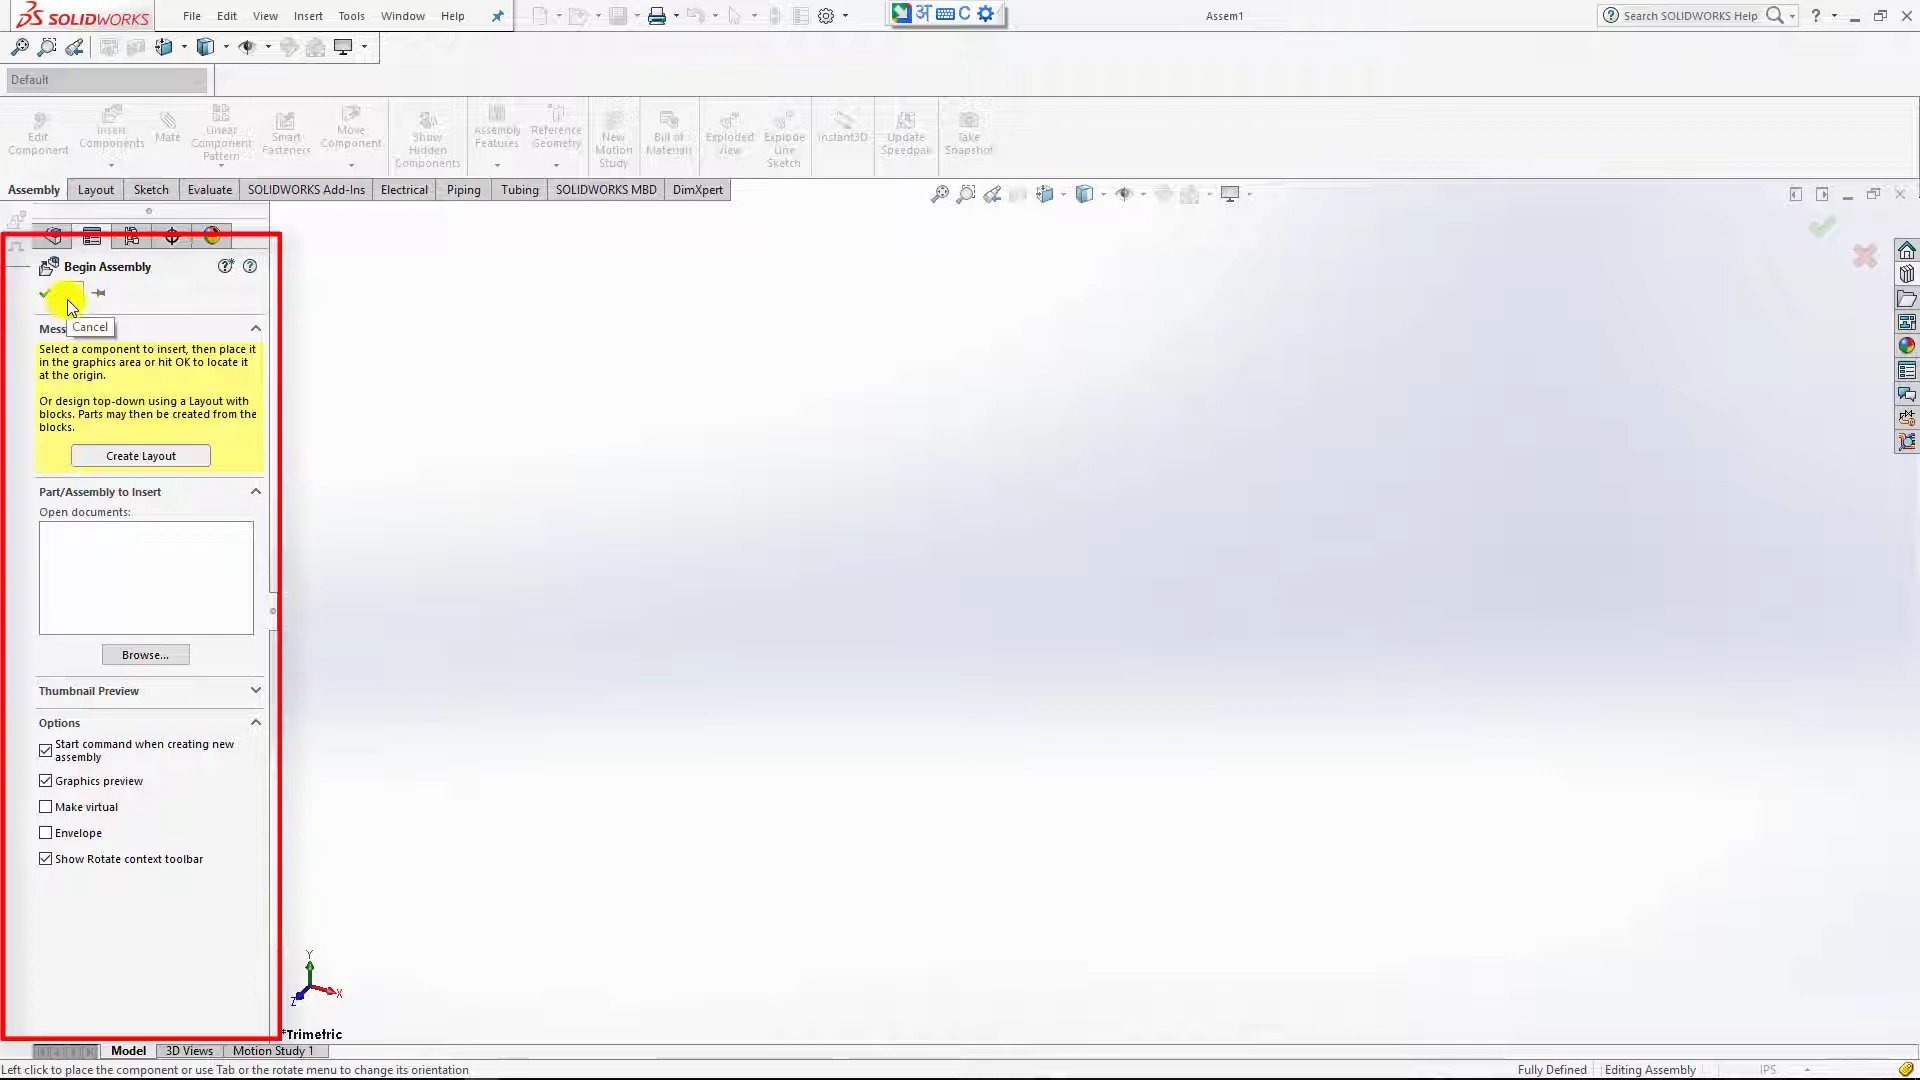 SOLIDWORKS File Edit View Insert Tools Window Help
Assem1
Search SOLIDWORKS Help
Default
Edit Component
Insert Components
Mate
Linear Component Pattern
Smart Fasteners
Move Component
Show Hidden Components
Assembly Features
Reference Geometry
New Motion Study
Bill of Materials
Exploded View
Explode Line Sketch
Instant3D
Update Speedpak
Take Snapshot
Assembly Layout Sketch Evaluate SOLIDWORKS Add-Ins Electrical Piping Tubing SOLIDWORKS MBD DimXpert
Begin Assembly
Cancel
Select a component to insert, then place it
in the graphics area or hit OK to locate it
at the origin.
Or design top-down using a Layout with
blocks. Parts may then be created from the
blocks.
Create Layout
Part/Assembly to Insert
Open documents:
Browse...
Thumbnail Preview
Options
Start command when creating new
assembly
Graphics preview
Make virtual
Envelope
Show Rotate context toolbar
Y
X
Z
*Trimetric
Model 3D Views Motion Study 1
Left click to place the component or use Tab or the rotate menu to change its orientation
Fully Defined Editing Assembly IPS